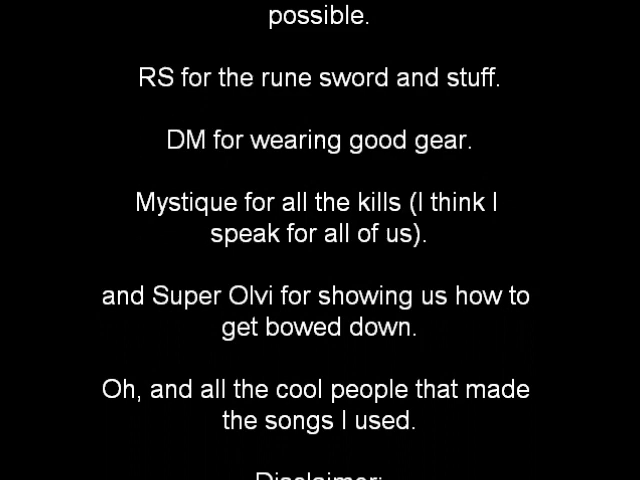 possible.
RS for the rune sword and stuff.
DM for wearing good gear.
Mystique for all the kills (I think I
speak for all of us).
and Super Olvi for showing us how to
get bowed down.
Oh, and all the cool people that made
the songs I used.
Disclaimer: